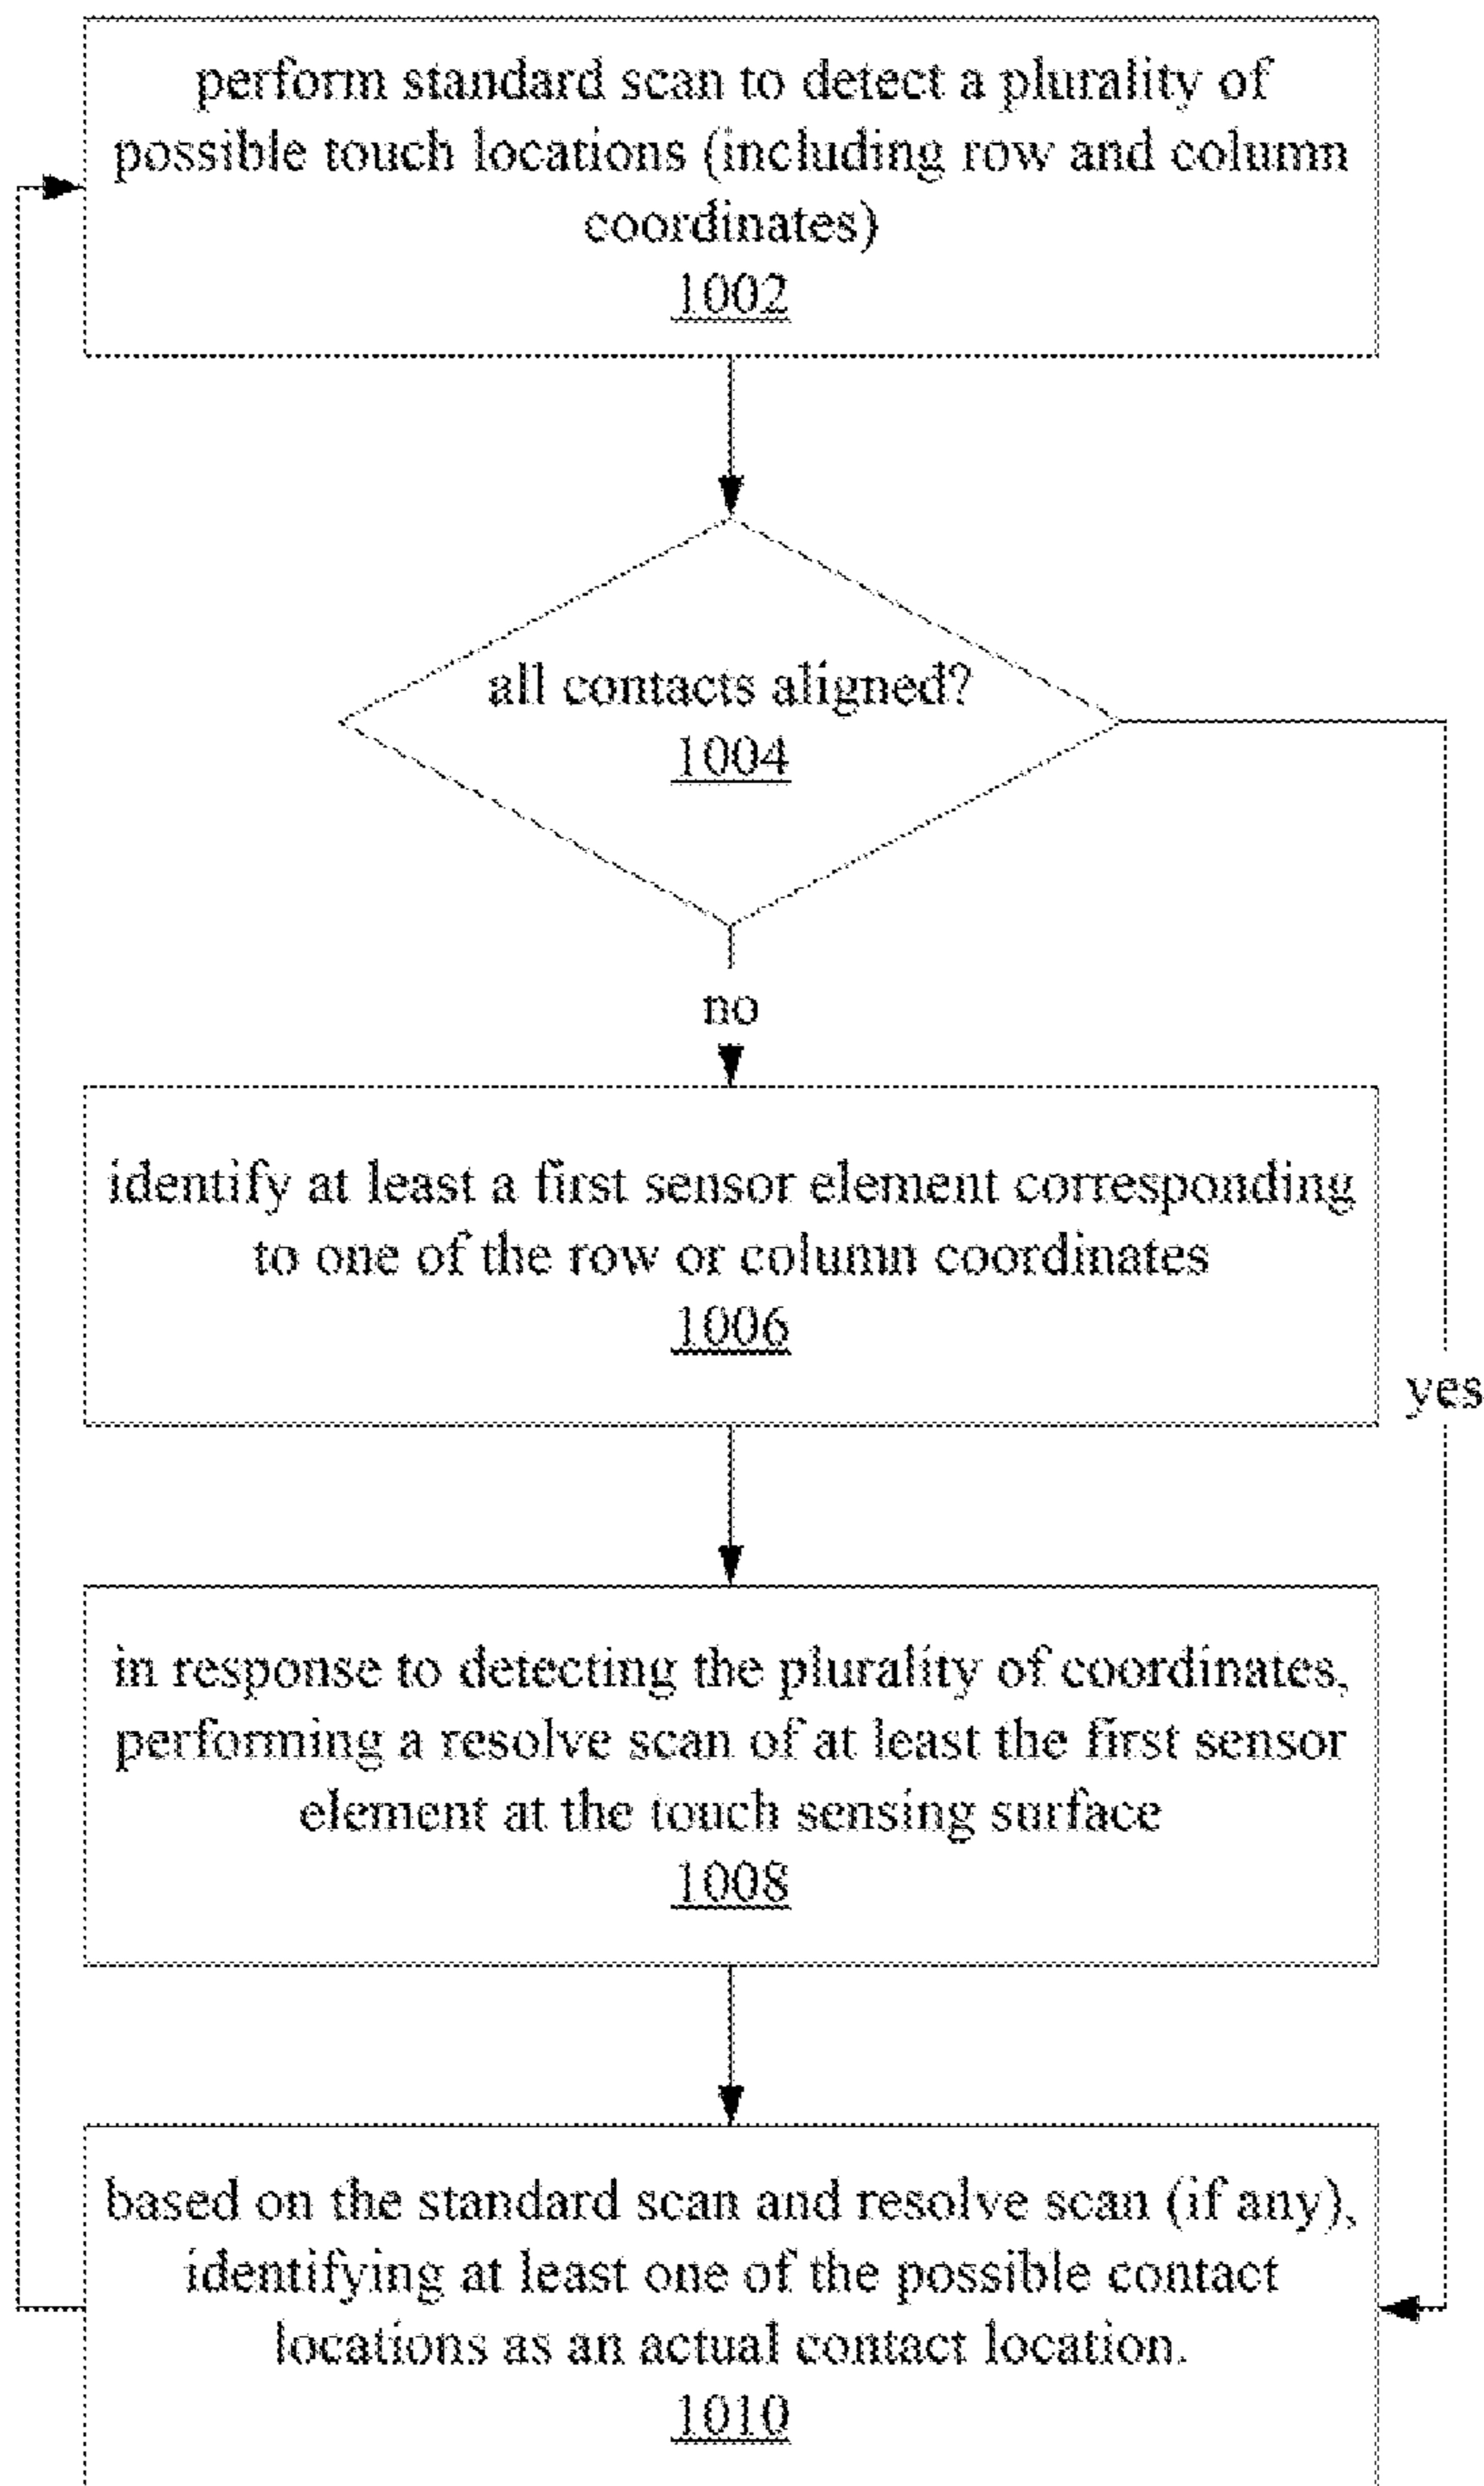 perform standard scan to detect a plurality of
possible touch locations (including row and column
coordinates)
1002
all contacts aligned?
1004
no
identify at least a first sensor element corresponding
to one of the row or column coordinates
1006
yes
in response to detecting the plurality of coordinates,
performing a resolve scan of at least the first sensor
element at the touch sensing surface
1008
based on the standard scan and resolve scan (if any),
identifying at least one of the possible contact
locations as an actual contact location.
1010